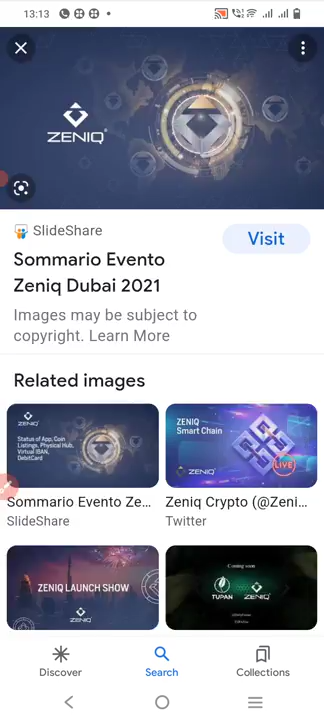 13:13
ZENIQ
SlideShare
Visit
Sommario Evento
Zeniq Dubai 2021
Images may be subject to
copyright. Learn More
Related images
ZENIQ
Status of App, Coin
Listings, Physical Hub,
Virtual IBAN,
DebitCard
ZENIQ
Smart Chain
LIVE
ZENIQ
Sommario Evento Ze...
SlideShare
Zeniq Crypto (@Zeni...
Twitter
ZENIQ LAUNCH SHOW
ZENIQ
Coming soon
TUPAN
ZENIQ
Discover
Search
Collections